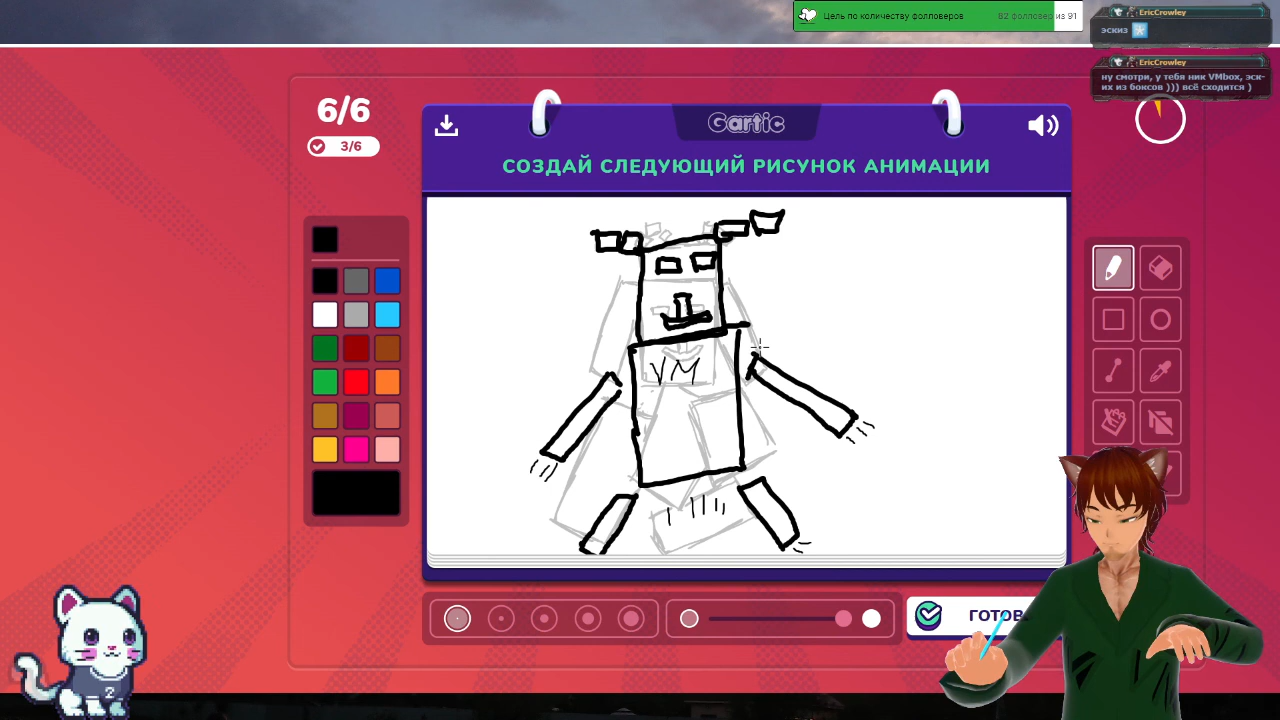 Цель по количеству фолловеров 82 фолловер из 91
EricCrowley
эскиз
EricCrowley
ну смотри, у тебя ник VMbox, эск-
их из боксов ))) всё сходится )
6/6
3/6
Gartic
СОЗДАЙ СЛЕДУЮЩИЙ РИСУНОК АНИМАЦИИ
VM
ГОТОВ
2